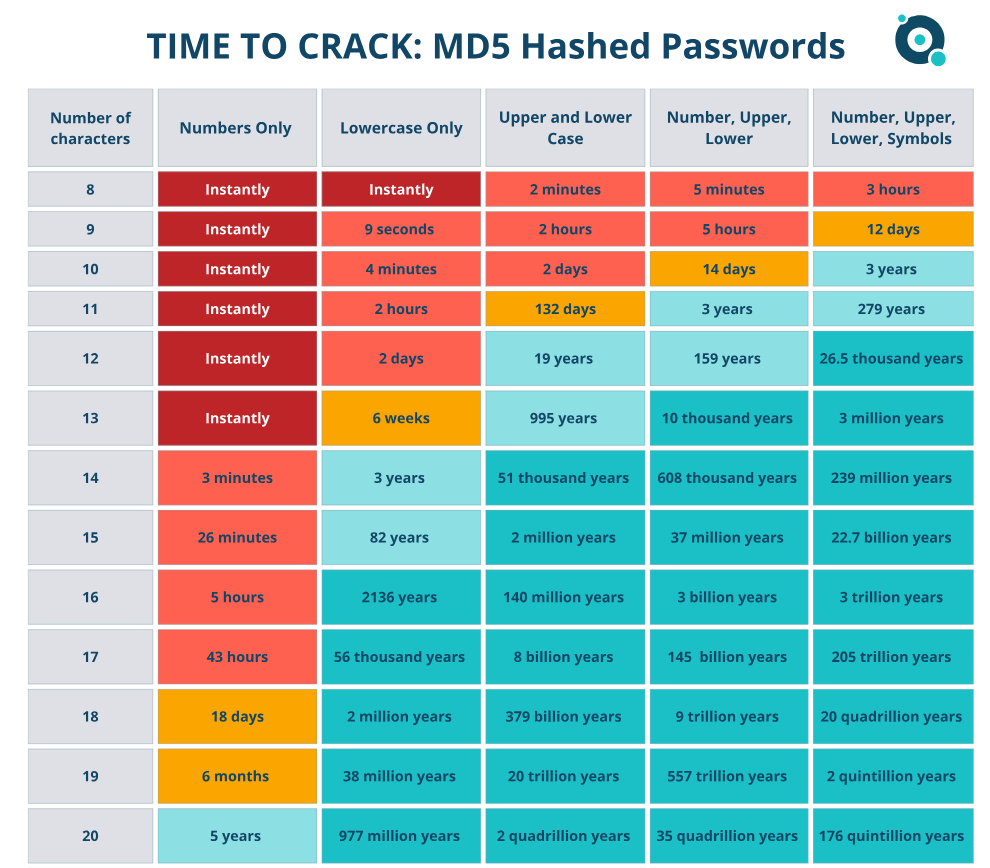 TIME TO CRACK: MD5 Hashed Passwords
Number of characters Numbers Only Lowercase Only Upper and Lower Case Number, Upper, Lower Number, Upper, Lower, Symbols
8 Instantly Instantly 2 minutes 5 minutes 3 hours
9 Instantly 9 seconds 2 hours 5 hours 12 days
10 Instantly 4 minutes 2 days 14 days 3 years
11 Instantly 2 hours 132 days 3 years 279 years
12 Instantly 2 days 19 years 159 years 26.5 thousand years
13 Instantly 6 weeks 995 years 10 thousand years 3 million years
14 3 minutes 3 years 51 thousand years 608 thousand years 239 million years
15 26 minutes 82 years 2 million years 37 million years 22.7 billion years
16 5 hours 2136 years 140 million years 3 billion years 3 trillion years
17 43 hours 56 thousand years 8 billion years 145 billion years 205 trillion years
18 18 days 2 million years 379 billion years 9 trillion years 20 quadrillion years
19 6 months 38 million years 20 trillion years 557 trillion years 2 quintillion years
20 5 years 977 million years 2 quadrillion years 35 quadrillion years 176 quintillion years